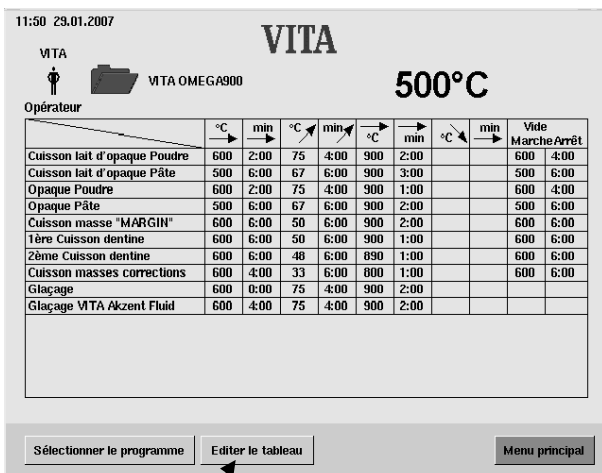 11:50 29.01.2007
VITA
VITA
VITA OMEGA900
500°C
Opérateur
°C min °C min °C min °C min Vide
Marche Arrêt
Cuisson lait d'opaque Poudre 600 2:00 75 4:00 900 2:00 600 4:00
Cuisson lait d'opaque Pâte 500 6:00 67 6:00 900 3:00 500 6:00
Opaque Poudre 600 2:00 75 4:00 900 1:00 600 4:00
Opaque Pâte 500 6:00 67 6:00 900 2:00 500 6:00
Cuisson masse "MARGIN" 600 6:00 50 6:00 900 2:00 600 6:00
1ère Cuisson dentine 600 6:00 50 6:00 900 1:00 600 6:00
2ème Cuisson dentine 600 6:00 48 6:00 890 1:00 600 6:00
Cuisson masses corrections 600 4:00 33 6:00 800 1:00 600 6:00
Glaçage 600 0:00 75 4:00 900 2:00
Glaçage VITA Akzent Fluid 600 4:00 75 4:00 900 2:00
Sélectionner le programme Editer le tableau Menu principal